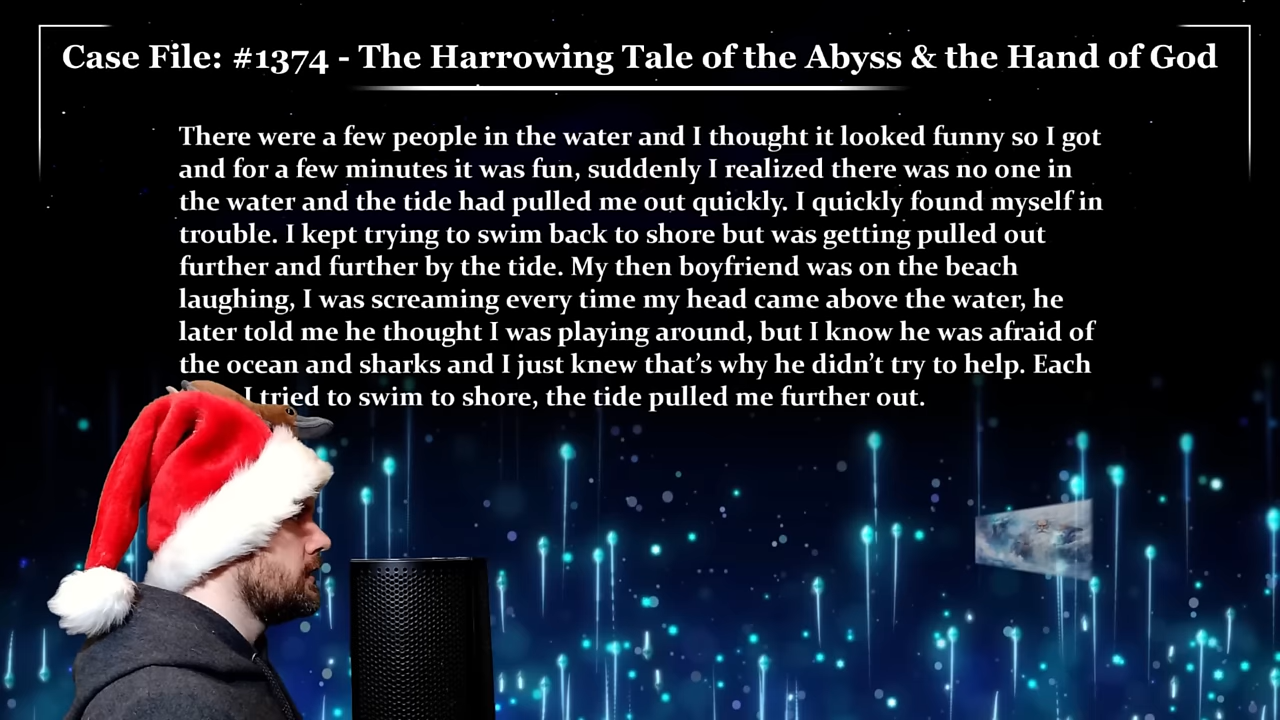 Case File: #1374 - The Harrowing Tale of the Abyss & the Hand of God
There were a few people in the water and I thought it looked funny so I got
and for a few minutes it was fun, suddenly I realized there was no one in
the water and the tide had pulled me out quickly. I quickly found myself in
trouble. I kept trying to swim back to shore but was getting pulled out
further and further by the tide. My then boyfriend was on the beach
laughing, I was screaming every time my head came above the water, he
later told me he thought I was playing around, but I know he was afraid of
the ocean and sharks and I just knew that’s why he didn’t try to help. Each
I tried to swim to shore, the tide pulled me further out.